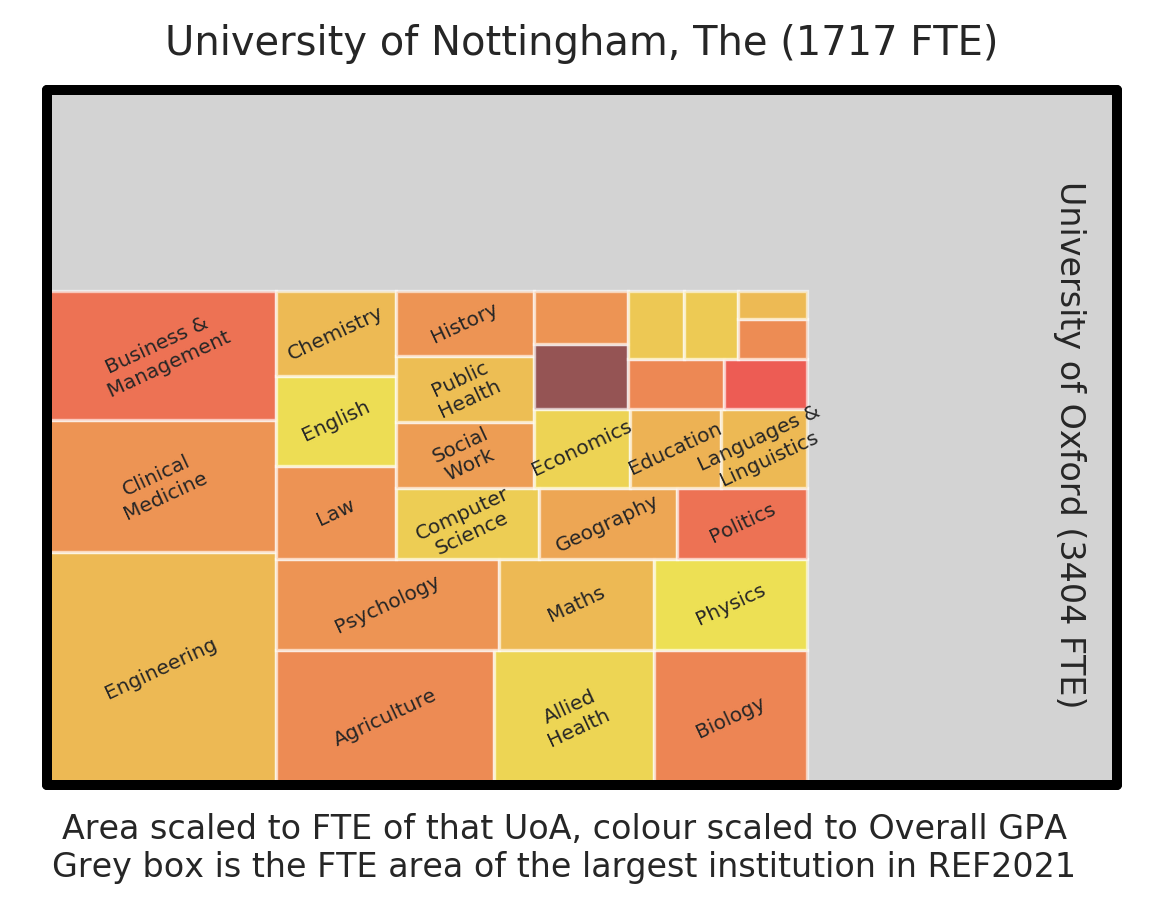 University of Nottingham, The (1717 FTE)
University of Oxford (3404 FTE)
Business &
Management
Chemistry
History
Public
Health
English
Social
Work
Economics
Education
Languages &
Linguistics
Clinical
Medicine
Law
Computer
Science
Geography
Politics
Psychology
Maths
Physics
Engineering
Agriculture
Allied
Health
Biology
Area scaled to FTE of that UoA, colour scaled to Overall GPA
Grey box is the FTE area of the largest institution in REF2021